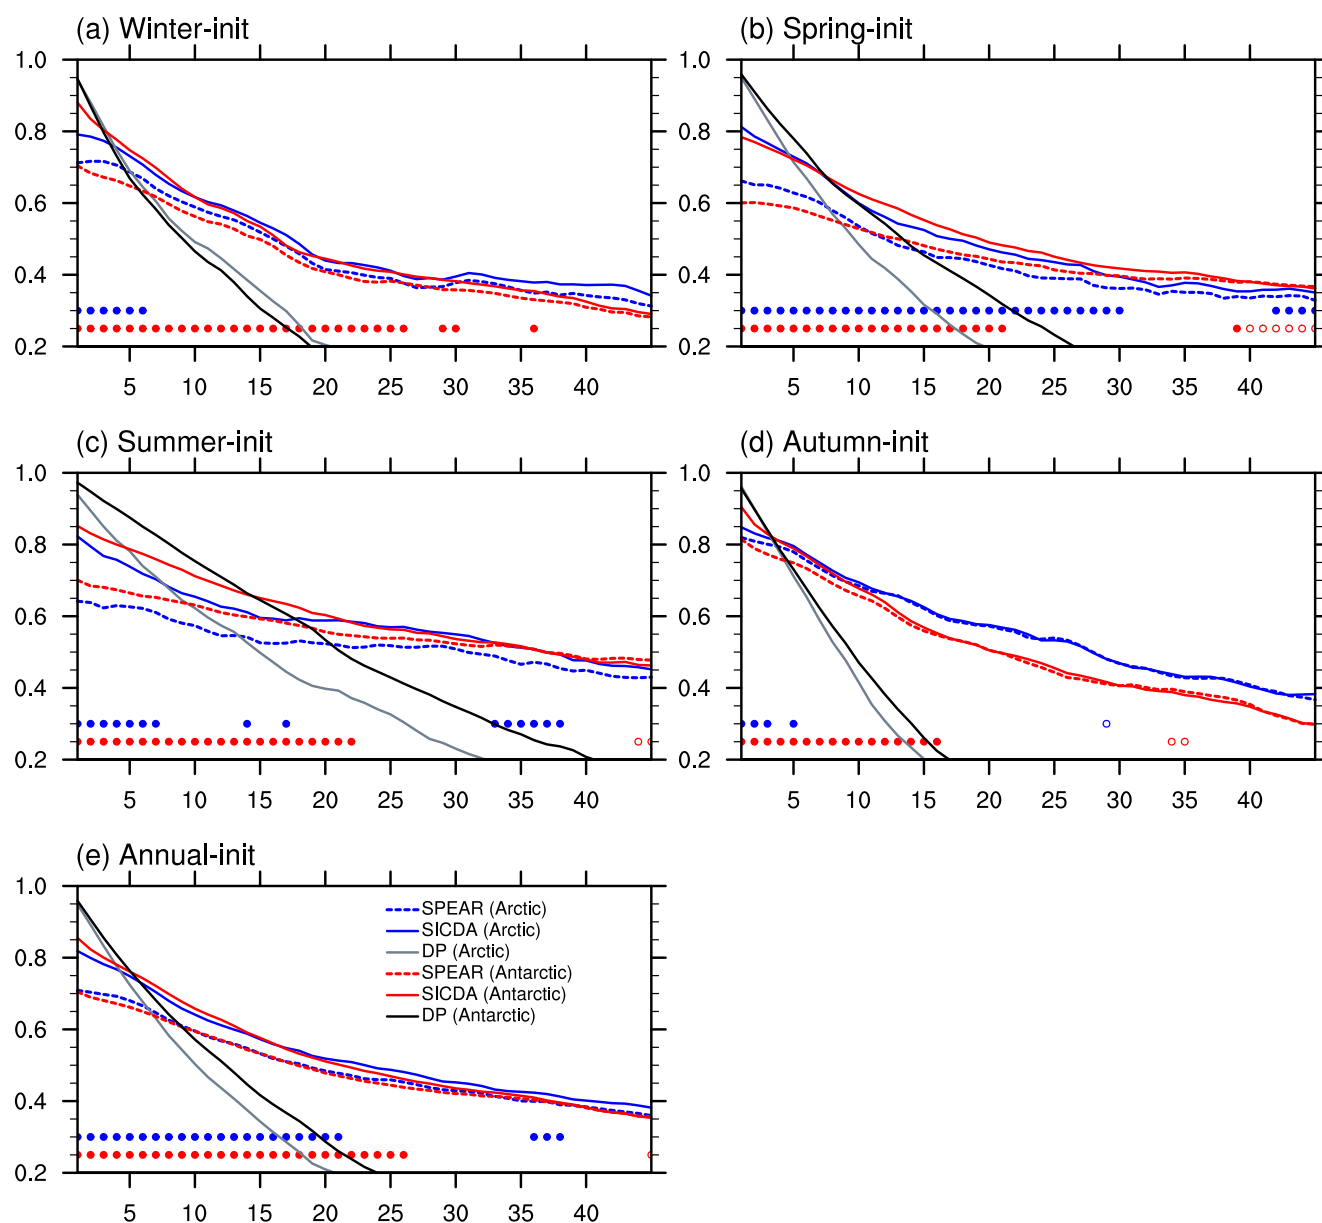 (a) Winter-init
1.0
0.8
0.6
0.4
0.2
5 10 15 20 25 30 35 40
(b) Spring-init
1.0
0.8
0.6
0.4
0.2
5 10 15 20 25 30 35 40
(c) Summer-init
1.0
0.8
0.6
0.4
0.2
5 10 15 20 25 30 35 40
(d) Autumn-init
1.0
0.8
0.6
0.4
0.2
5 10 15 20 25 30 35 40
(e) Annual-init
1.0
0.8
0.6
0.4
0.2
5 10 15 20 25 30 35 40
SPEAR (Arctic)
SICDA (Arctic)
DP (Arctic)
SPEAR (Antarctic)
SICDA (Antarctic)
DP (Antarctic)